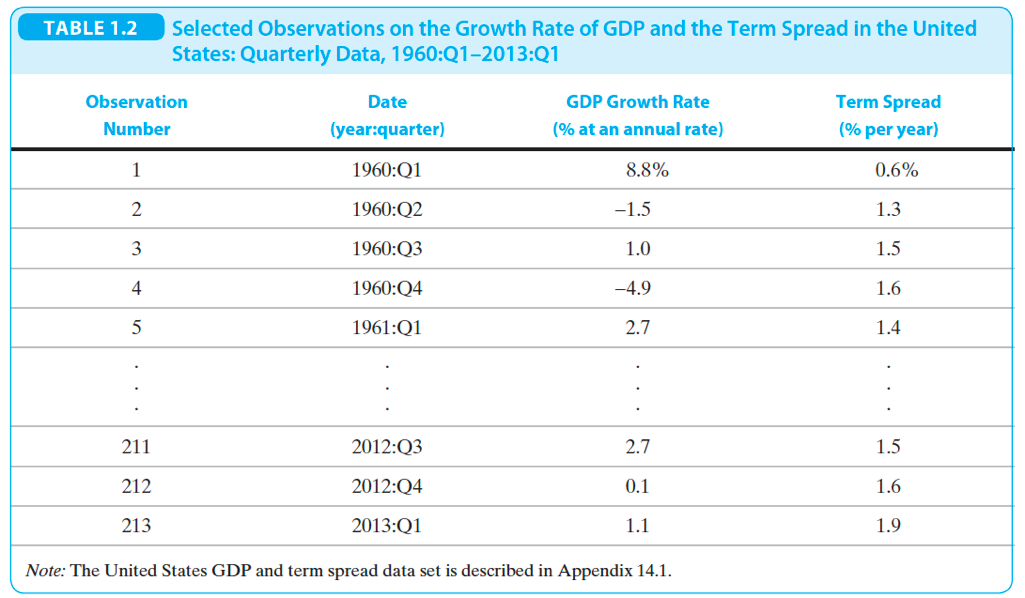 TABLE 1.2 Selected Observations on the Growth Rate of GDP and the Term Spread in the United
States: Quarterly Data, 1960:Q1–2013:Q1
Observation Date GDP Growth Rate Term Spread
Number (year:quarter) (% at an annual rate) (% per year)
1 1960:Q1 8.8% 0.6%
2 1960:Q2 –1.5 1.3
3 1960:Q3 1.0 1.5
4 1960:Q4 –4.9 1.6
5 1961:Q1 2.7 1.4
. . . .
. . . .
. . . .
211 2012:Q3 2.7 1.5
212 2012:Q4 0.1 1.6
213 2013:Q1 1.1 1.9
Note: The United States GDP and term spread data set is described in Appendix 14.1.